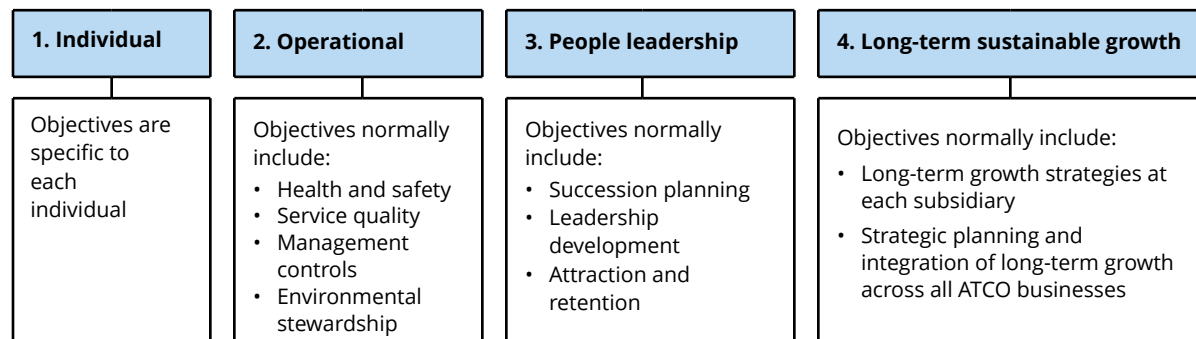 1. Individual
Objectives are
specific to
each
individual
2. Operational
Objectives normally
include:
• Health and safety
• Service quality
• Management
controls
• Environmental
stewardship
3. People leadership
Objectives normally
include:
• Succession planning
• Leadership
development
• Attraction and
retention
4. Long-term sustainable growth
Objectives normally include:
• Long-term growth strategies at
each subsidiary
• Strategic planning and
integration of long-term growth
across all ATCO businesses